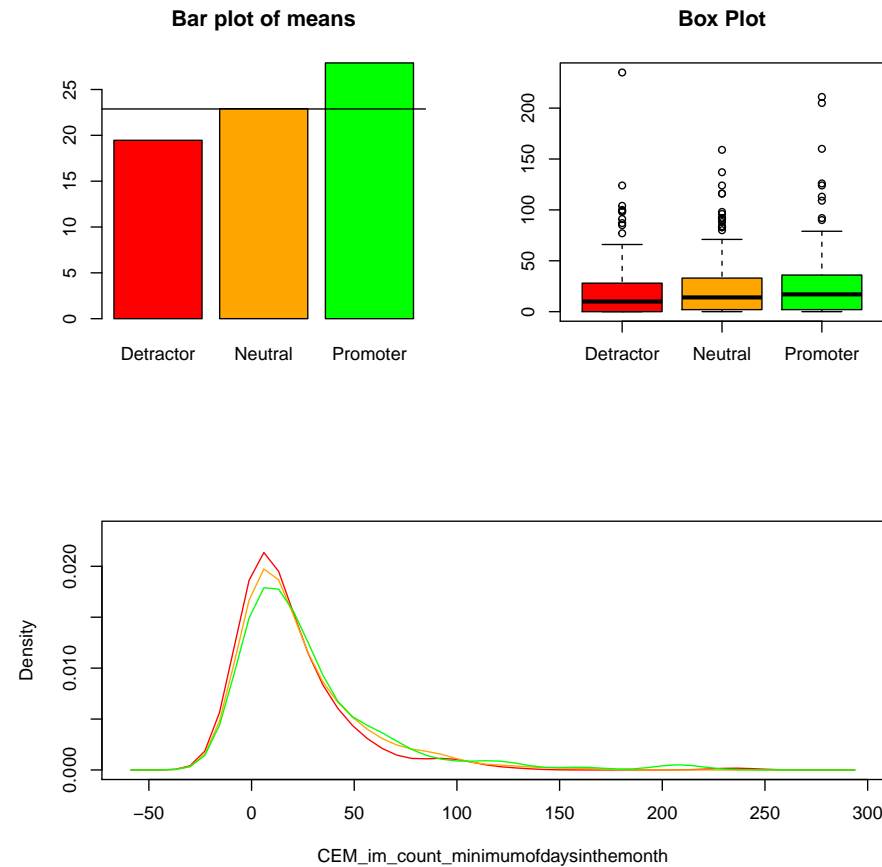 Bar plot of means
25
20
15
10
5
0
Detractor Neutral Promoter
Box Plot
200
150
100
50
0
Detractor Neutral Promoter
Density
0.020
0.010
0.000
−50 0 50 100 150 200 250 300
CEM_im_count_minimumofdaysinthemonth